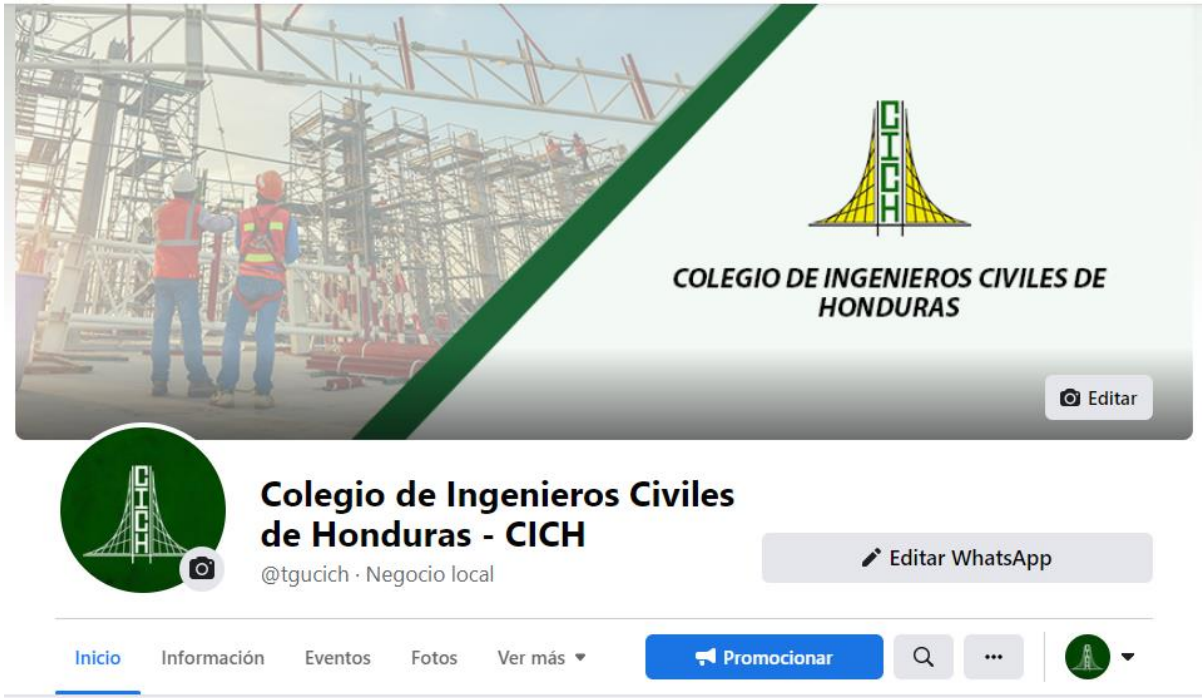 CICH
COLEGIO DE INGENIEROS CIVILES DE
HONDURAS
Editar
CICH
Colegio de Ingenieros Civiles
de Honduras - CICH
@tgucich · Negocio local
Editar WhatsApp
Inicio Información Eventos Fotos Ver más
Promocionar